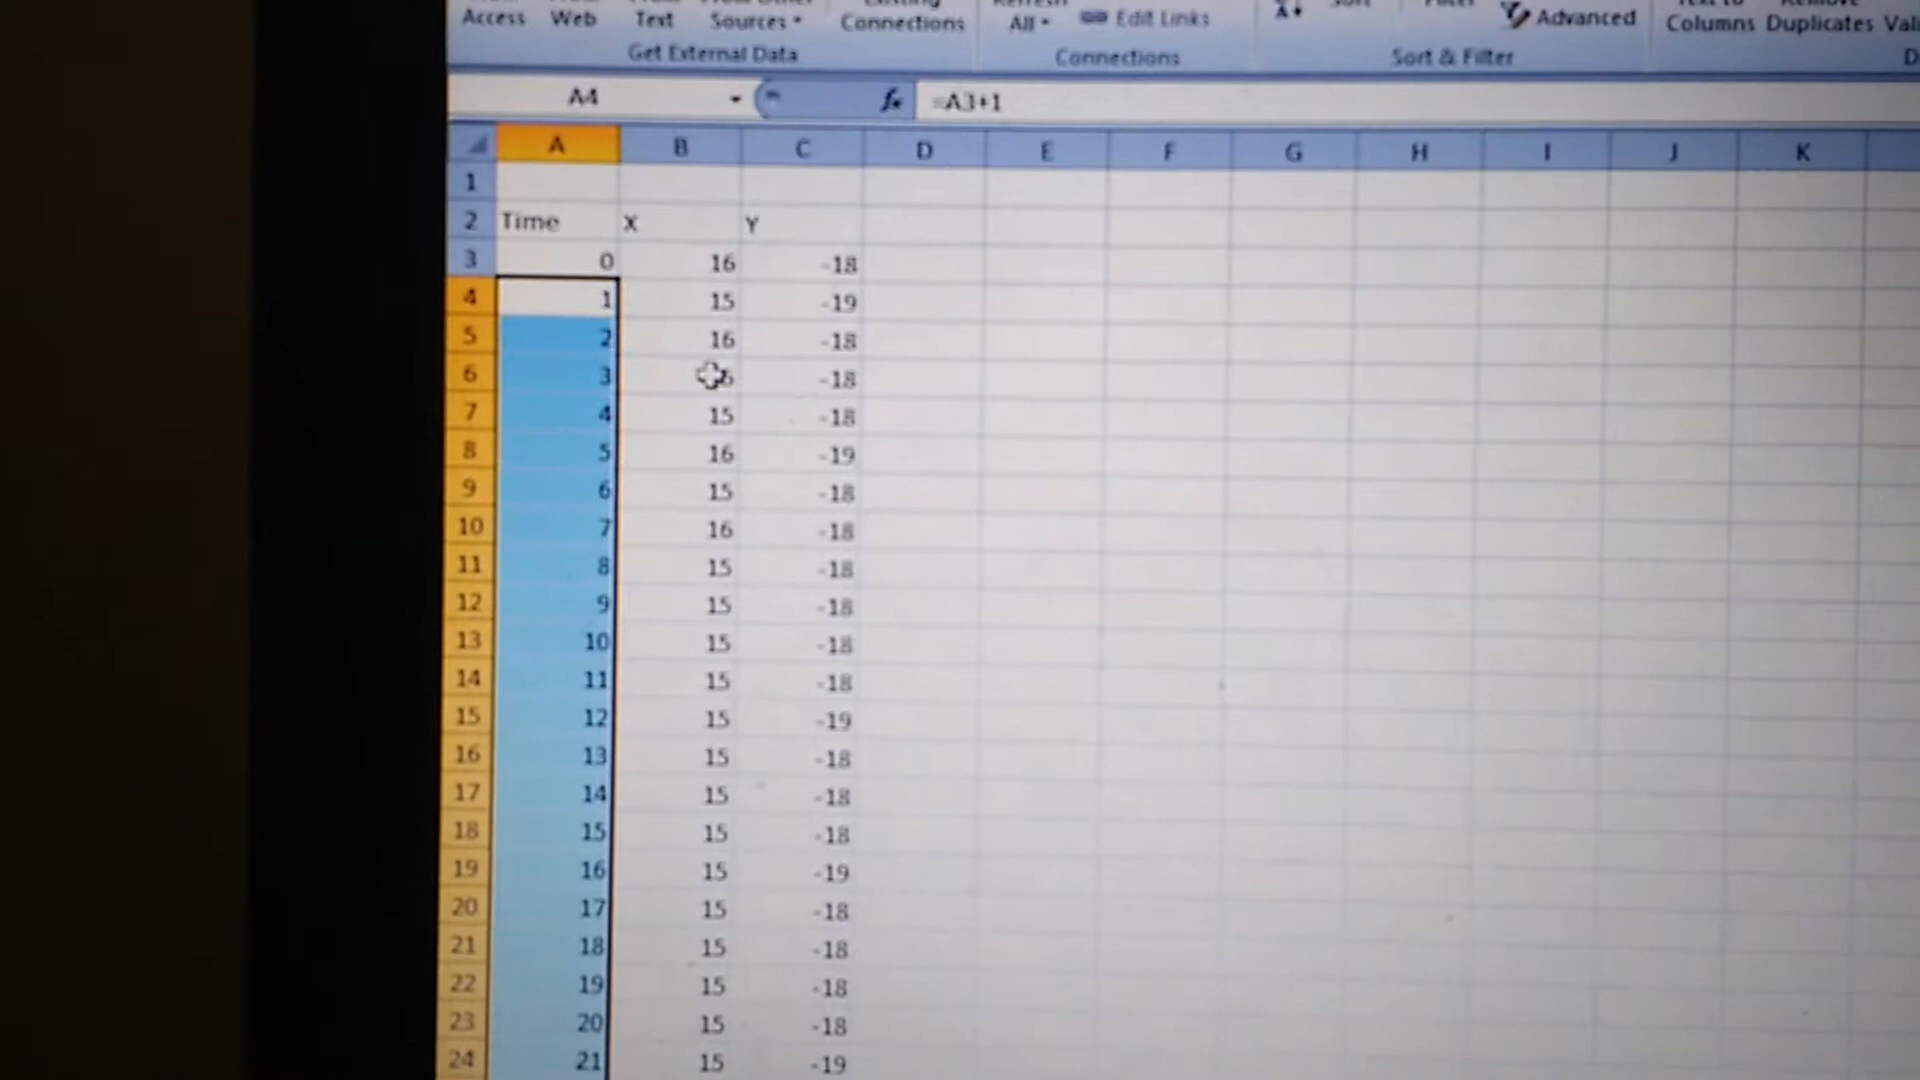 Access Web Text Sources Connections All Edit Links Advanced Columns Duplicates
Get External Data Connections Sort & Filter
A4 fx =A3+1
A B C D E F G H I J K
1
2 Time X Y
3 0 16 -18
4 1 15 -19
5 2 16 -18
6 3 -18
7 4 15 -18
8 5 16 -19
9 6 15 -18
10 7 16 -18
11 8 15 -18
12 9 15 -18
13 10 15 -18
14 11 15 -18
15 12 15 -19
16 13 15 -18
17 14 15 -18
18 15 15 -18
19 16 15 -19
20 17 15 -18
21 18 15 -18
22 19 15 -18
23 20 15 -18
24 21 15 -19